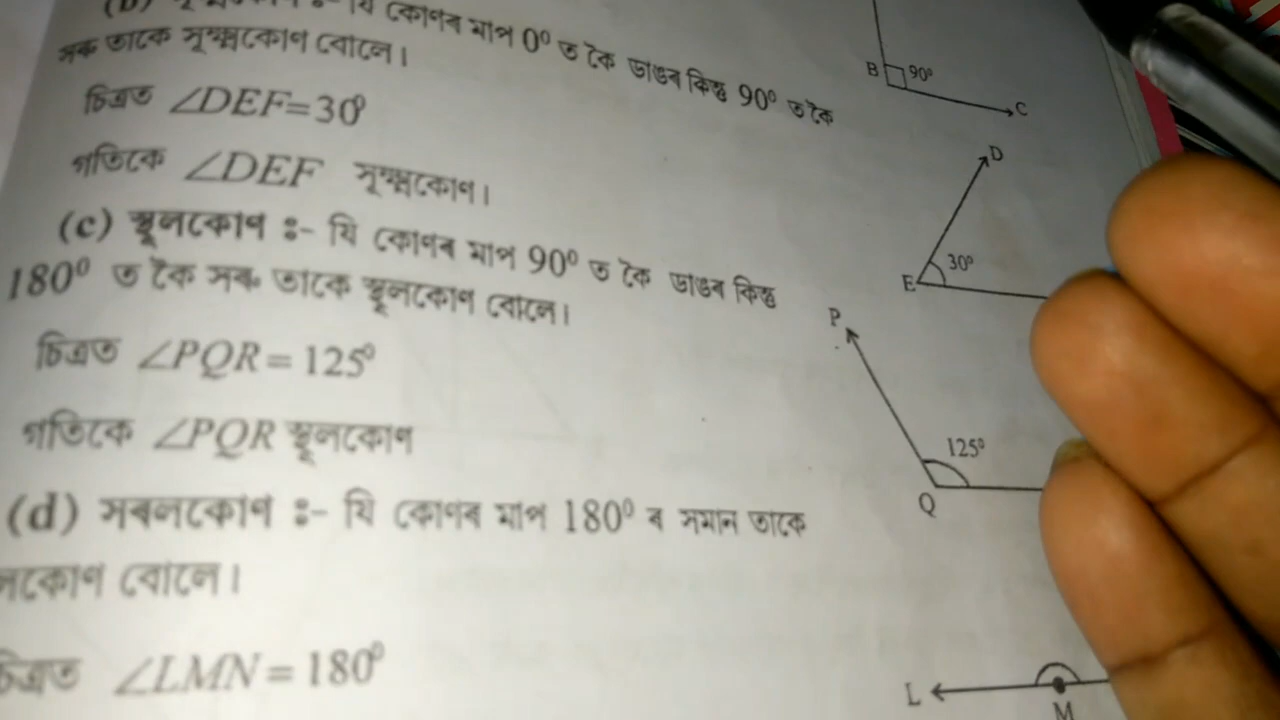 (b) সূক্ষ্মকোণ :- যি কোণৰ মাপ 0° ত কৈ ডাঙৰ কিন্তু 90° ত কৈ
সৰু তাকে সূক্ষ্মকোণ বোলে।
চিত্ৰত ∠DEF=30°
গতিকে ∠DEF সূক্ষ্মকোণ।
(c) স্থূলকোণ :- যি কোণৰ মাপ 90° ত কৈ ডাঙৰ কিন্তু
180° ত কৈ সৰু তাকে স্থূলকোণ বোলে।
চিত্ৰত ∠PQR = 125°
গতিকে ∠PQR স্থূলকোণ
(d) সৰলকোণ :- যি কোণৰ মাপ 180° ৰ সমান তাকে
লকোণ বোলে।
চিত্ৰত ∠LMN = 180°
B 90°
C
D
E 30°
P
125°
Q
L
M